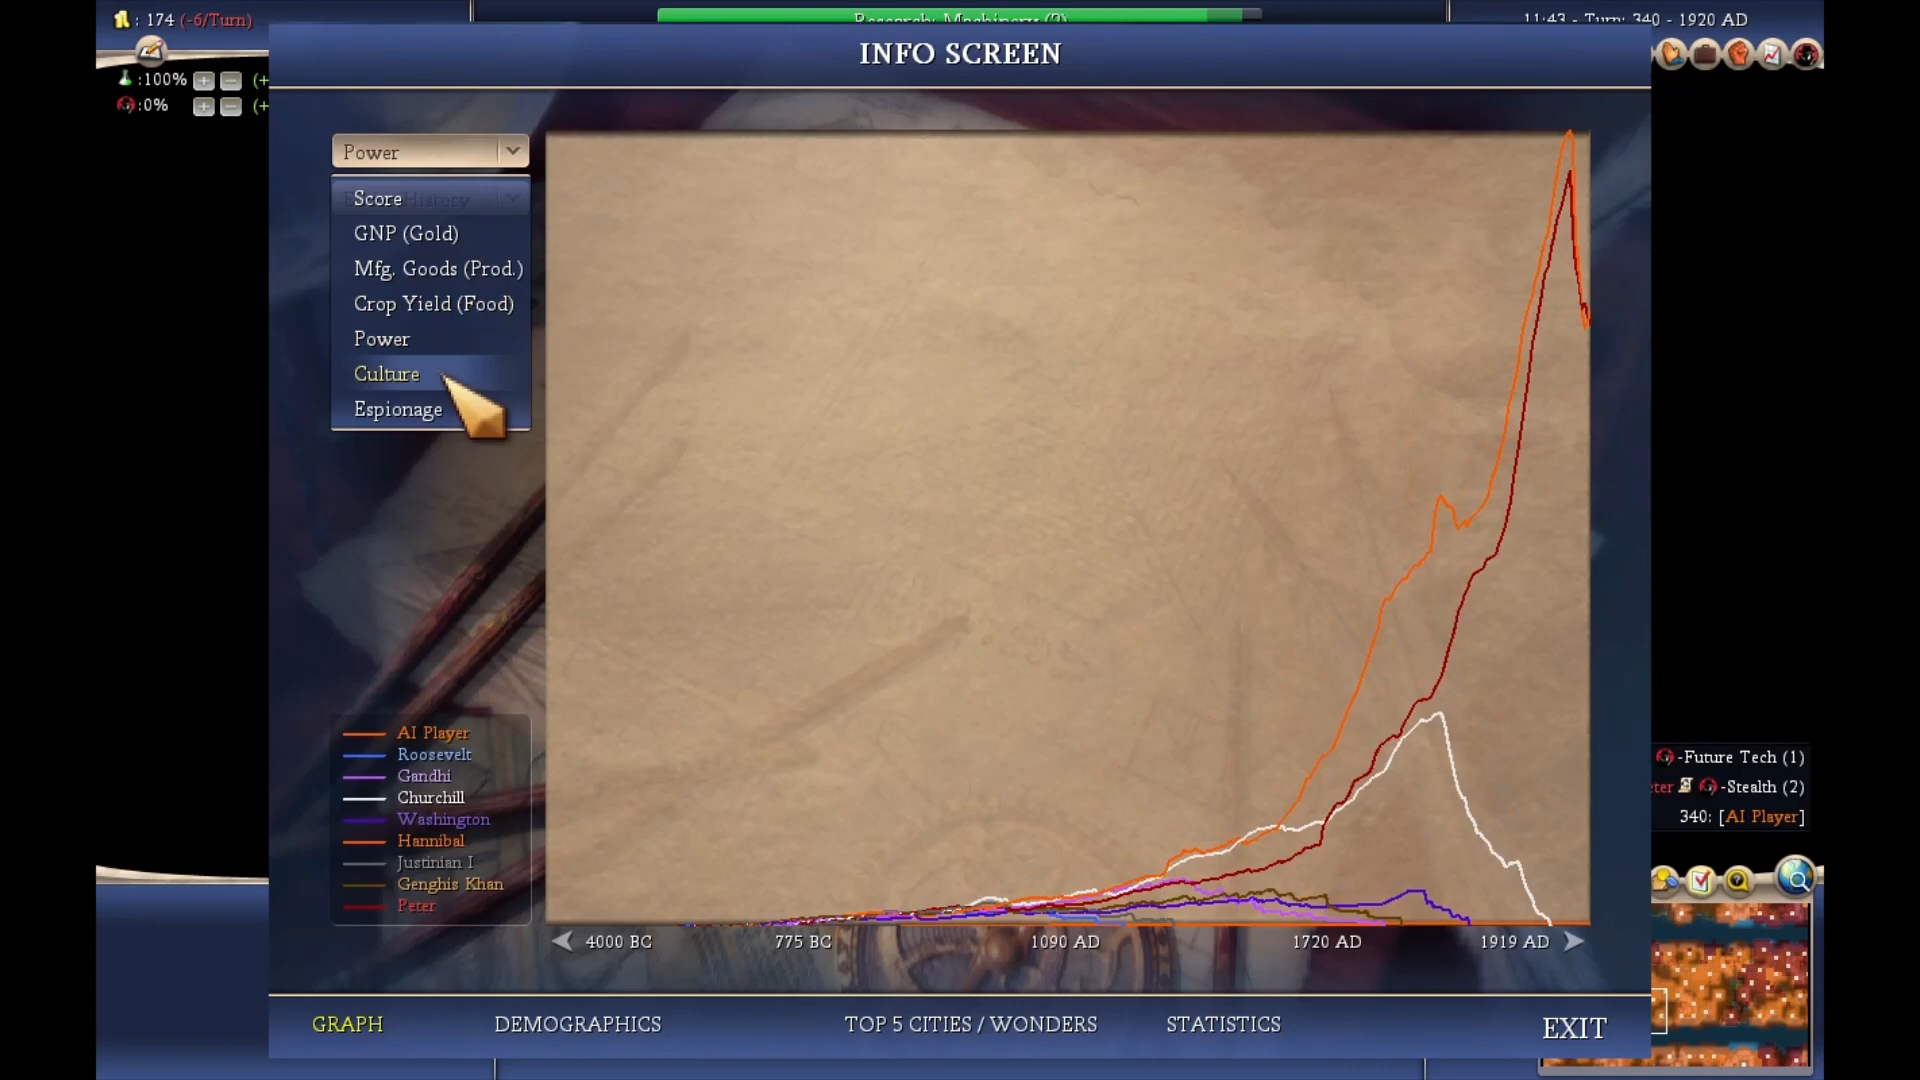 : 174 (-6/Turn)
Research: Machinery (2)
11:43 - Turn: 340 - 1920 AD
INFO SCREEN
:100%
(+
:0%
(+
Power
Score
GNP (Gold)
Mfg. Goods (Prod.)
Crop Yield (Food)
Power
Culture
Espionage
AI Player
Roosevelt
Gandhi
Churchill
Washington
Hannibal
Justinian I
Genghis Khan
Peter
-Future Tech (1)
-Stealth (2)
340: [AI Player]
4000 BC
775 BC
1090 AD
1720 AD
1919 AD
GRAPH
DEMOGRAPHICS
TOP 5 CITIES / WONDERS
STATISTICS
EXIT